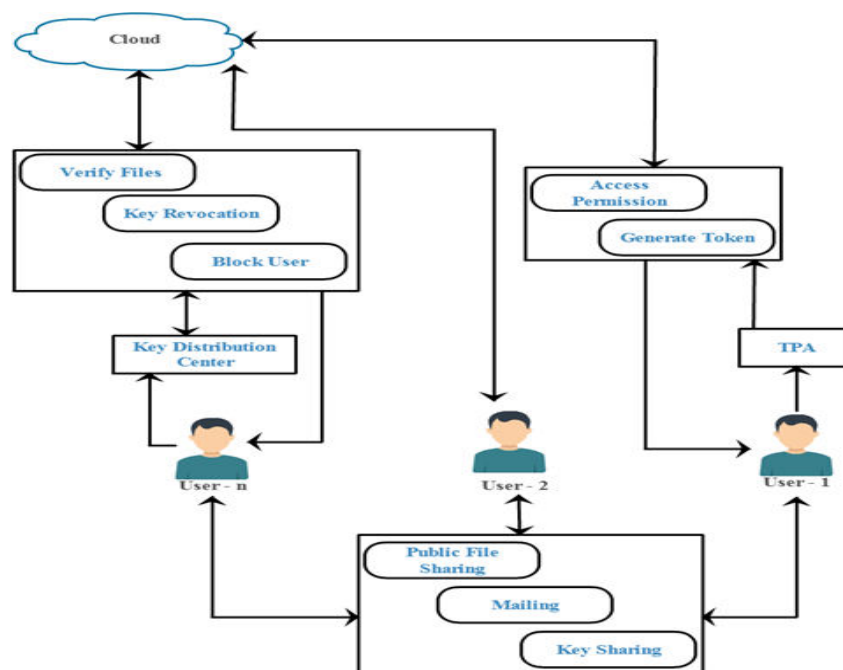 Cloud
Verify Files
Key Revocation
Block User
Access
Permission
Generate Token
Key Distribution
Center
TPA
User - n
User - 2
User - 1
Public File
Sharing
Mailing
Key Sharing